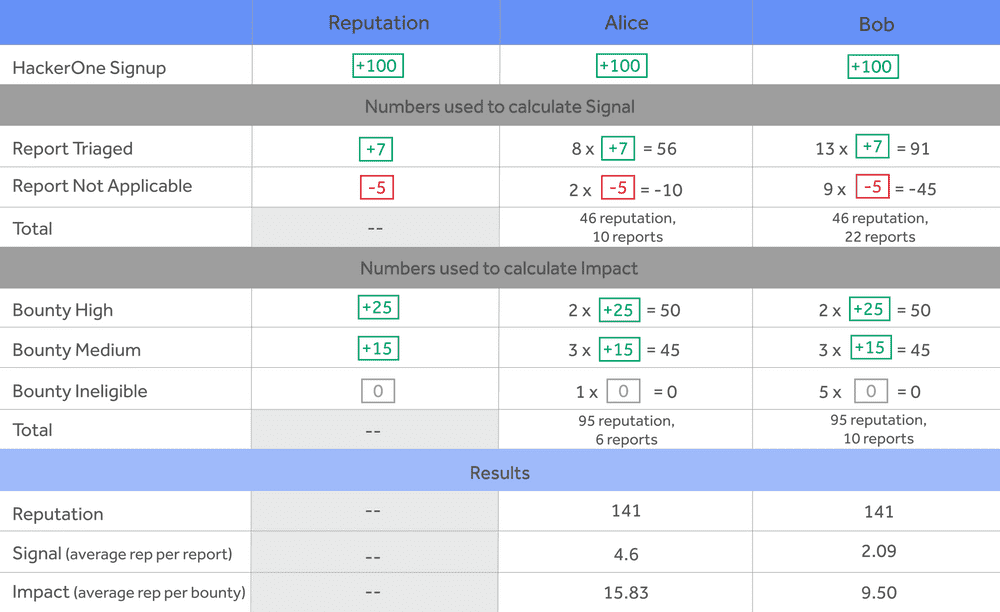 Reputation Alice Bob
HackerOne Signup +100 +100 +100
Numbers used to calculate Signal
Report Triaged +7 8 x +7 = 56 13 x +7 = 91
Report Not Applicable -5 2 x -5 = -10 9 x -5 = -45
Total -- 46 reputation, 10 reports 46 reputation, 22 reports
Numbers used to calculate Impact
Bounty High +25 2 x +25 = 50 2 x +25 = 50
Bounty Medium +15 3 x +15 = 45 3 x +15 = 45
Bounty Ineligible 0 1 x 0 = 0 5 x 0 = 0
Total -- 95 reputation, 6 reports 95 reputation, 10 reports
Results
Reputation -- 141 141
Signal (average rep per report) -- 4.6 2.09
Impact (average rep per bounty) -- 15.83 9.50